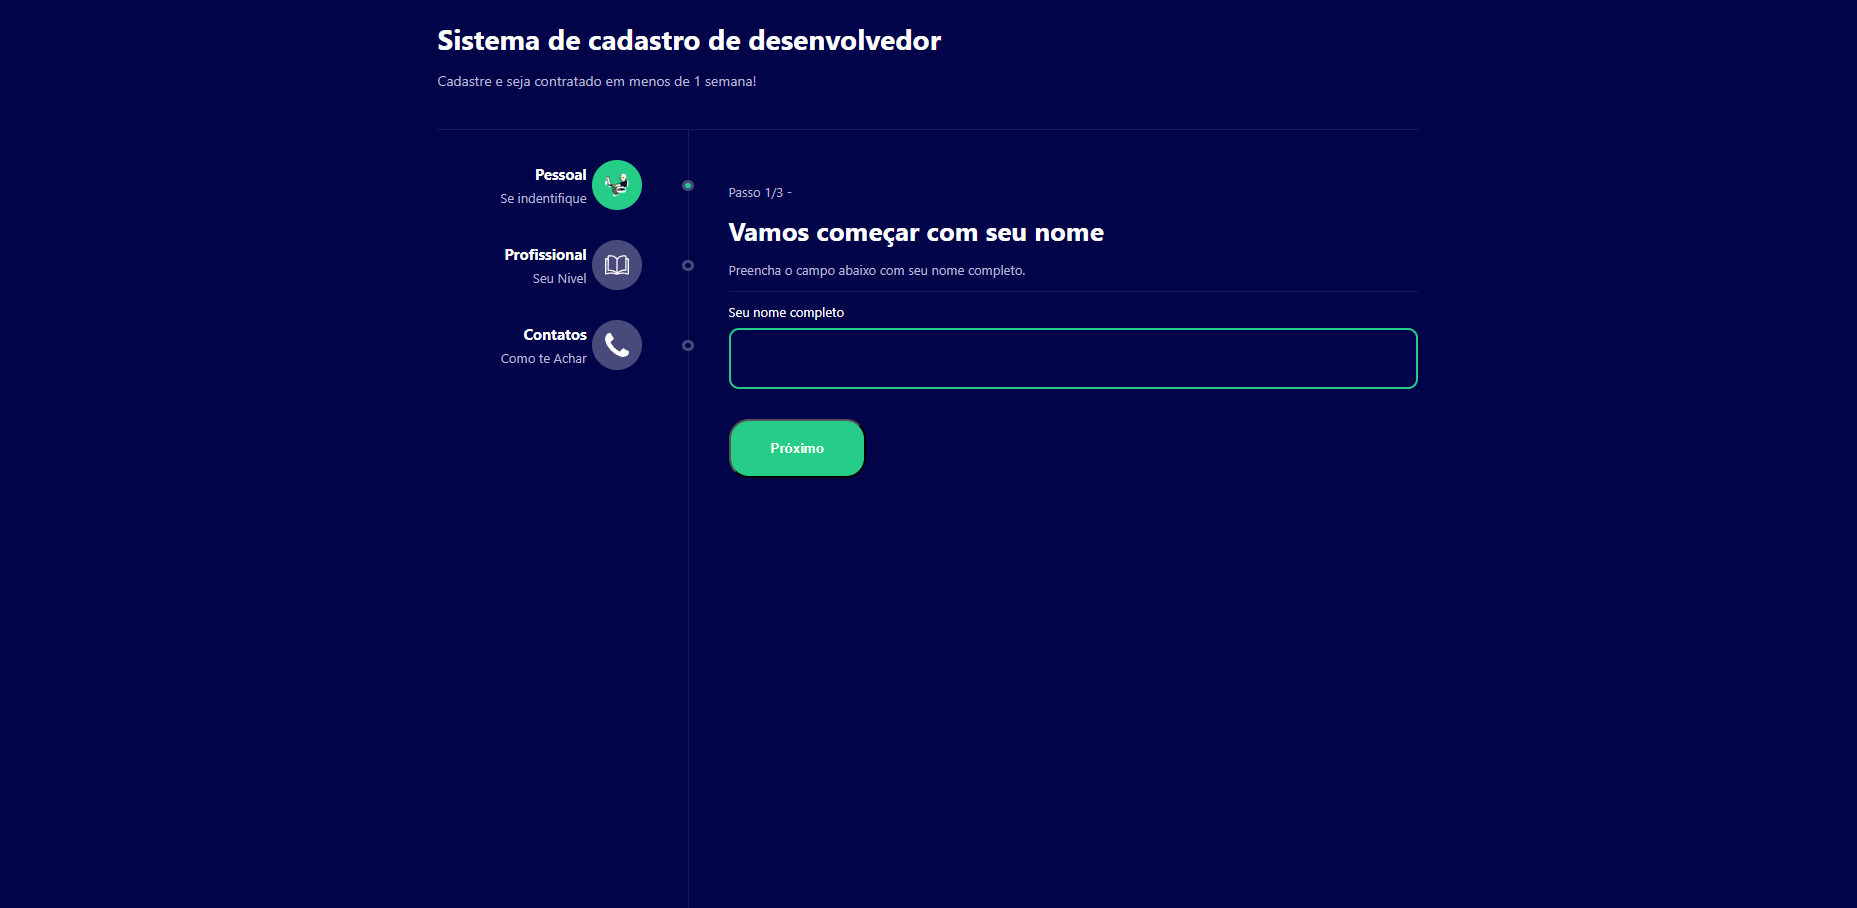 Sistema de cadastro de desenvolvedor
Cadastre e seja contratado em menos de 1 semana!
Pessoal
Se indentifique
Profissional
Seu Nivel
Contatos
Como te Achar
Passo 1/3 -
Vamos começar com seu nome
Preencha o campo abaixo com seu nome completo.
Seu nome completo
Próximo